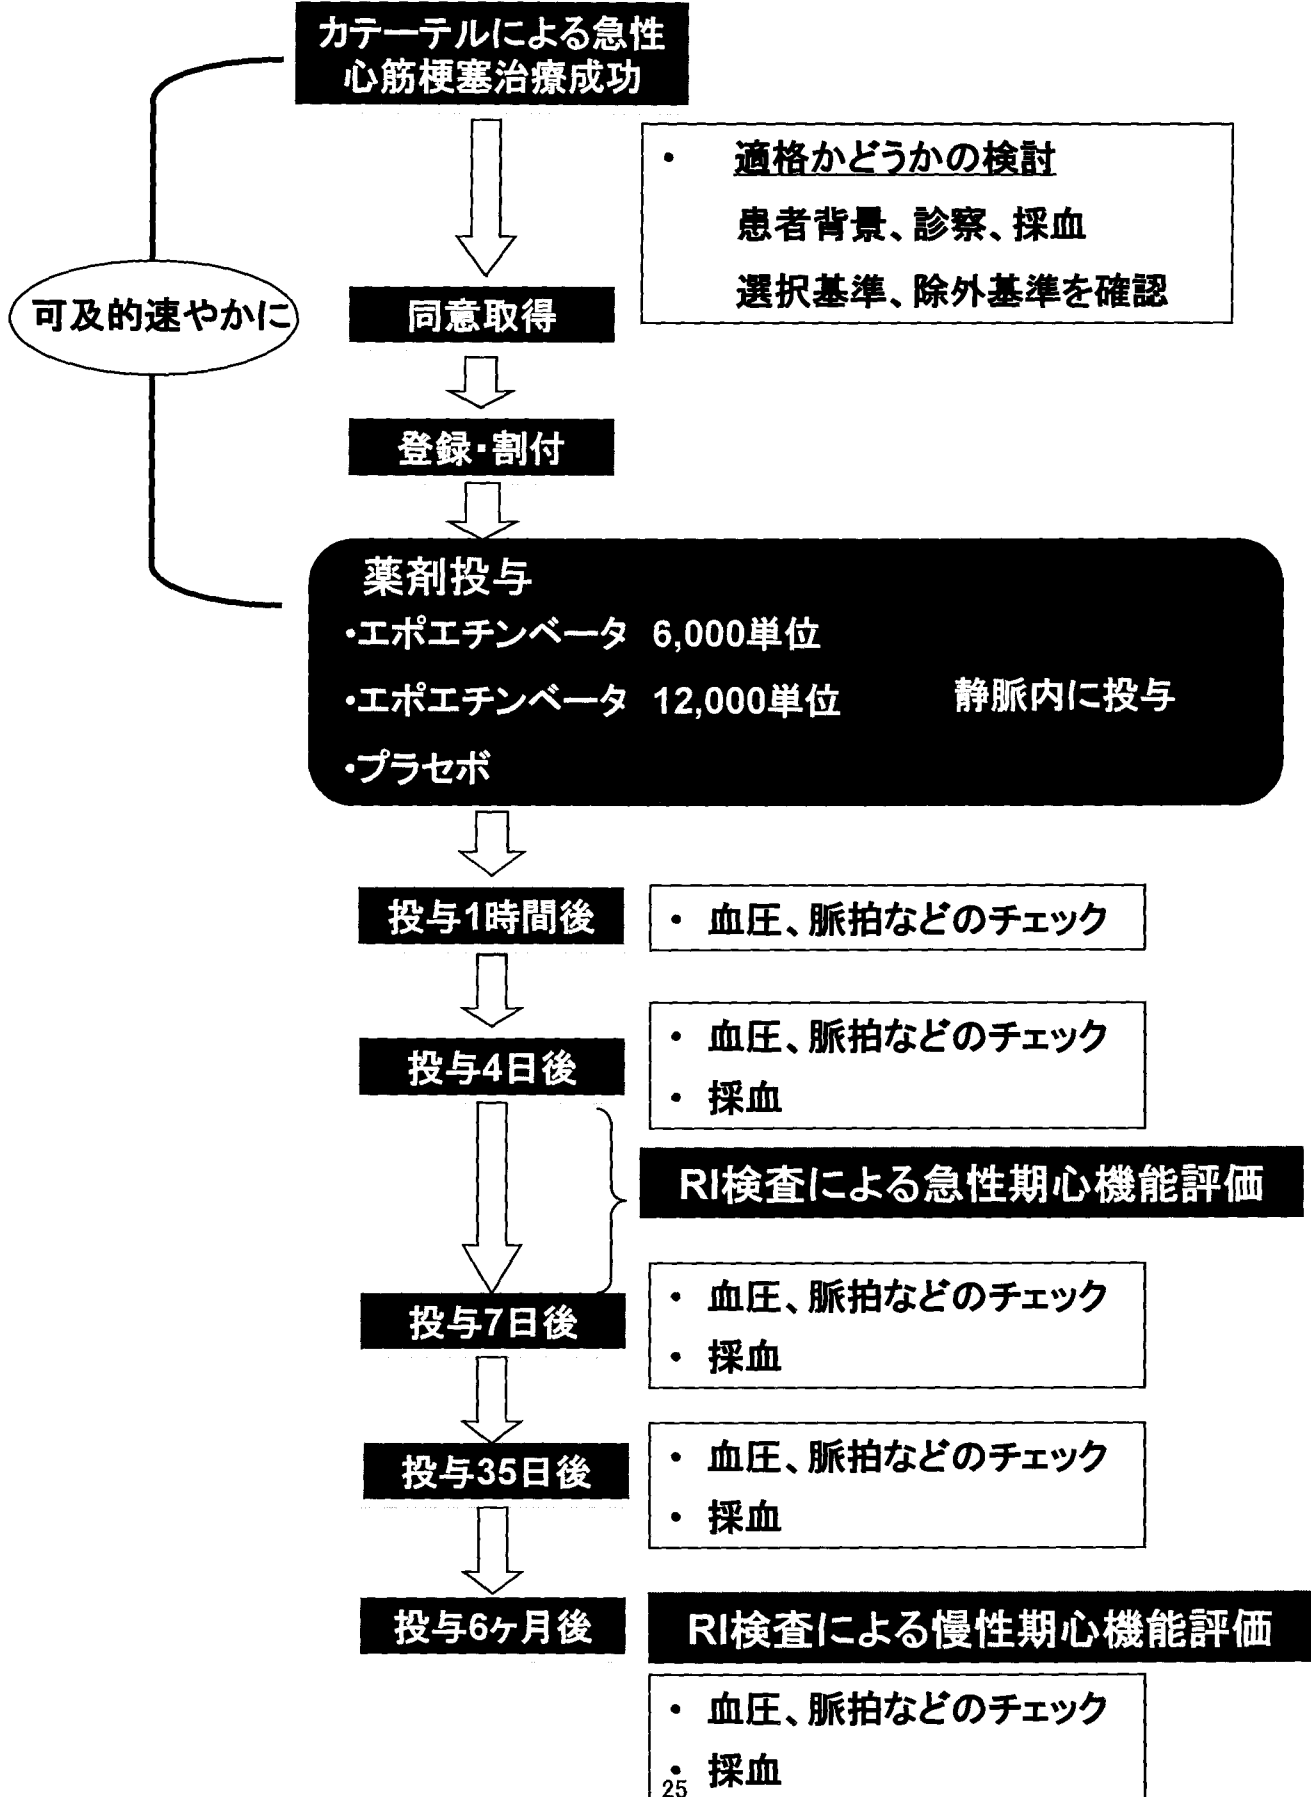 カテーテルによる急性
心筋梗塞治療成功
・ 適格かどうかの検討
患者背景、診察、採血
選択基準、除外基準を確認
可及的速やかに
同意取得
登録・割付
薬剤投与
・エポエチンベータ 6,000単位
・エポエチンベータ 12,000単位 静脈内に投与
・プラセボ
投与1時間後
・ 血圧、脈拍などのチェック
投与4日後
・ 血圧、脈拍などのチェック
・ 採血
RI検査による急性期心機能評価
投与7日後
・ 血圧、脈拍などのチェック
・ 採血
投与35日後
・ 血圧、脈拍などのチェック
・ 採血
投与6ヶ月後
RI検査による慢性期心機能評価
・ 血圧、脈拍などのチェック
・ 採血
25